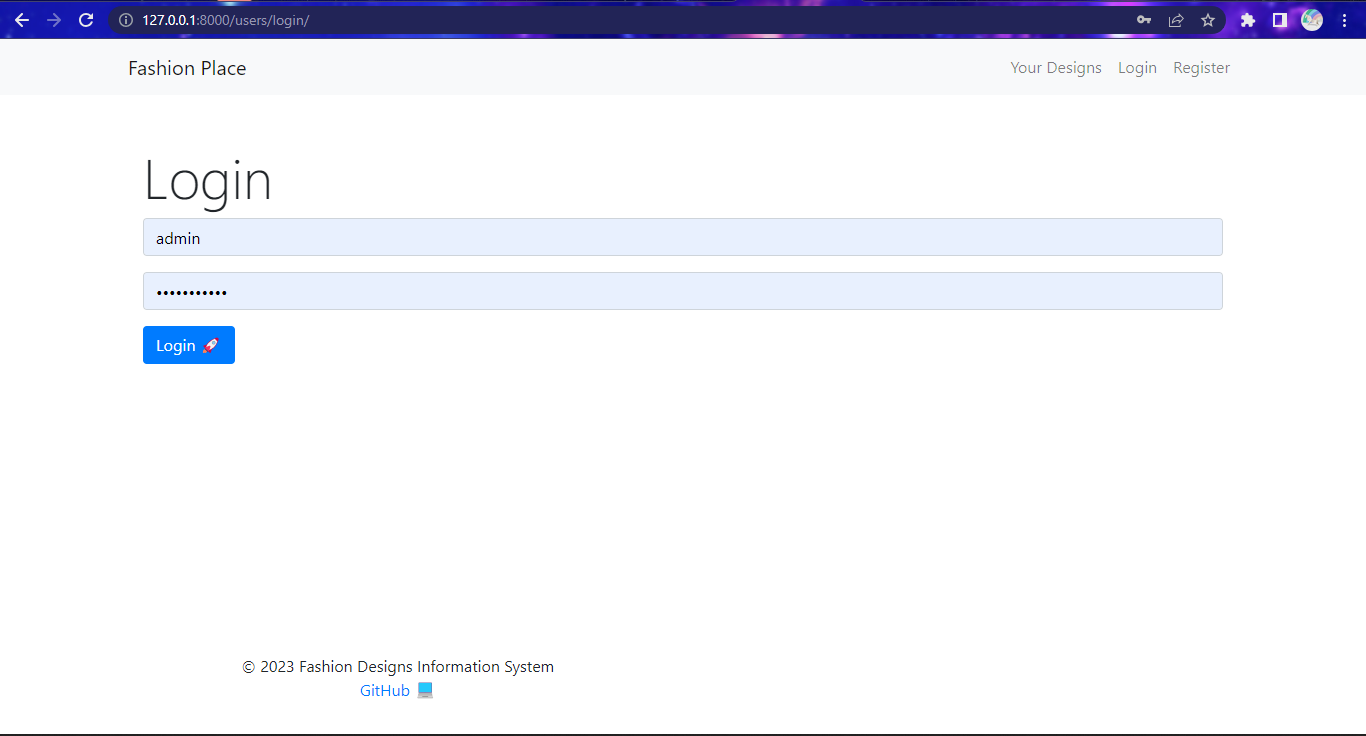 127.0.0.1:8000/users/login/
Fashion Place
Your Designs Login Register
Login
admin
•••••••••••
Login 🚀
© 2023 Fashion Designs Information System
GitHub 💻